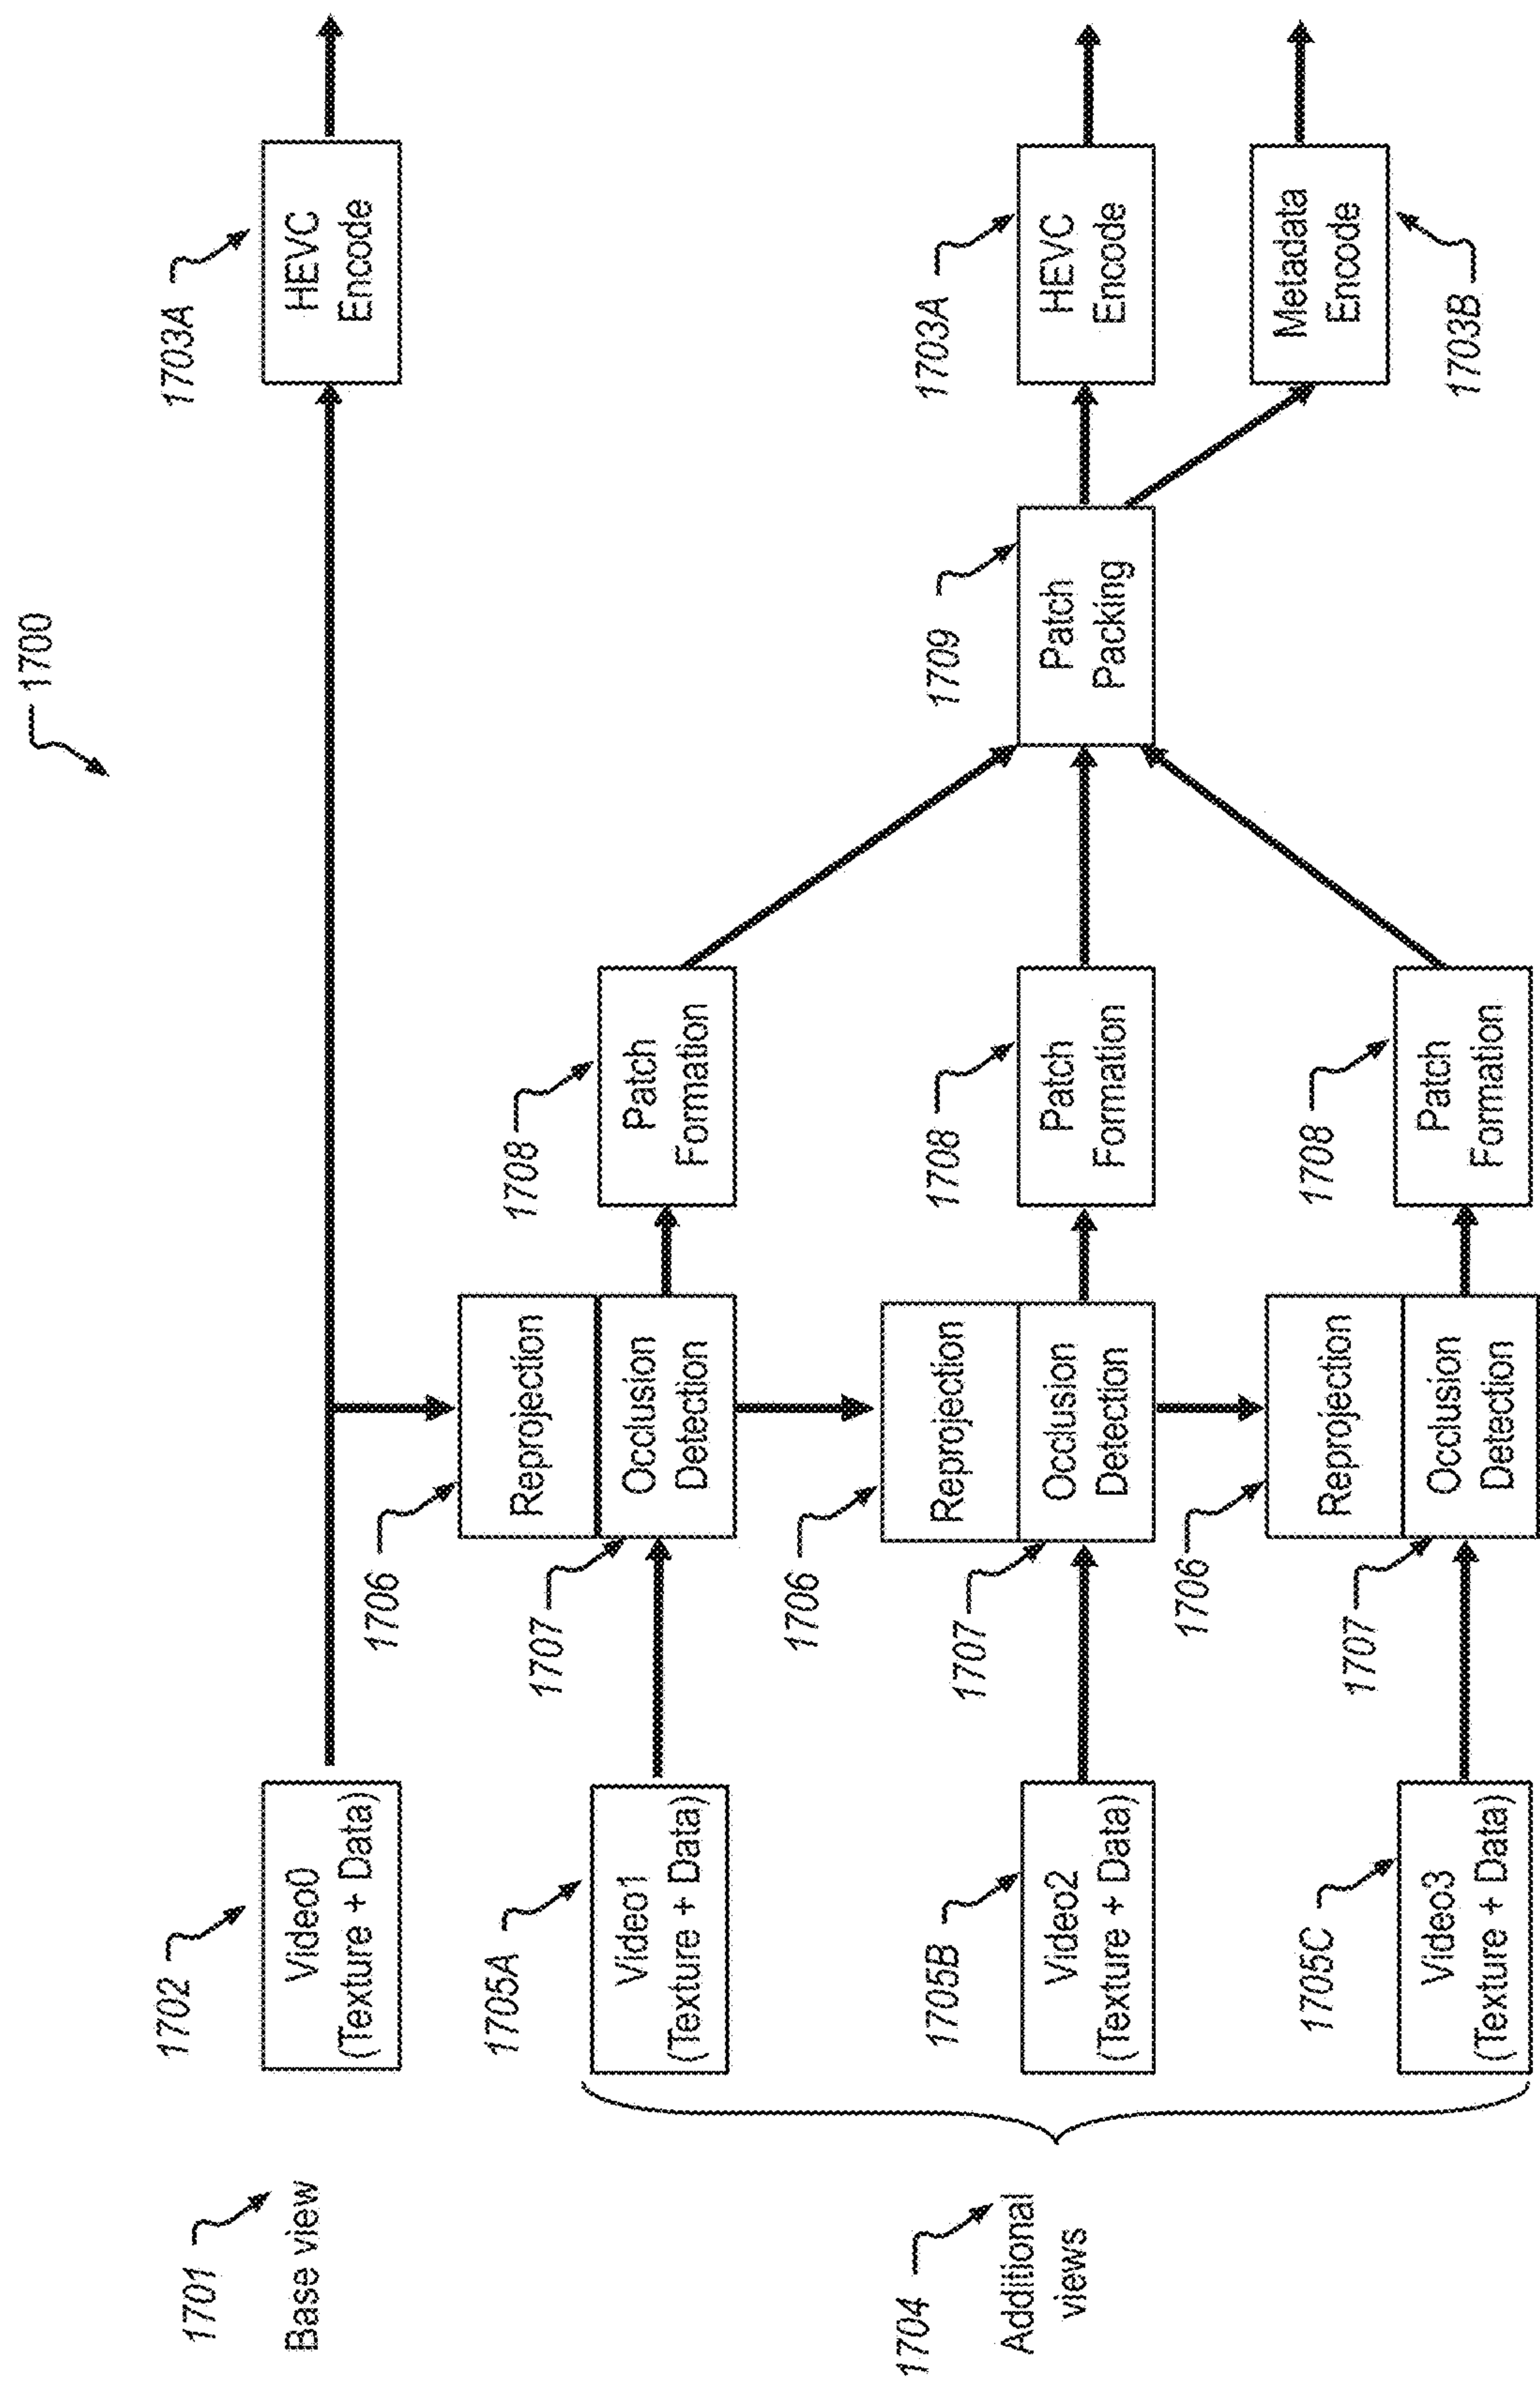 1700
1701
Base view
1702
Video0
(Texture + Data)
1703A
HEVC
Encode
1704
Additional
views
1705A
Video1
(Texture + Data)
1706
Reprojection
1707
Occlusion
Detection
1708
Patch
Formation
1705B
Video2
(Texture + Data)
1706
Reprojection
1707
Occlusion
Detection
1708
Patch
Formation
1709
Patch
Packing
1703A
HEVC
Encode
Metadata
Encode
1703B
1705C
Video3
(Texture + Data)
1706
Reprojection
1707
Occlusion
Detection
1708
Patch
Formation